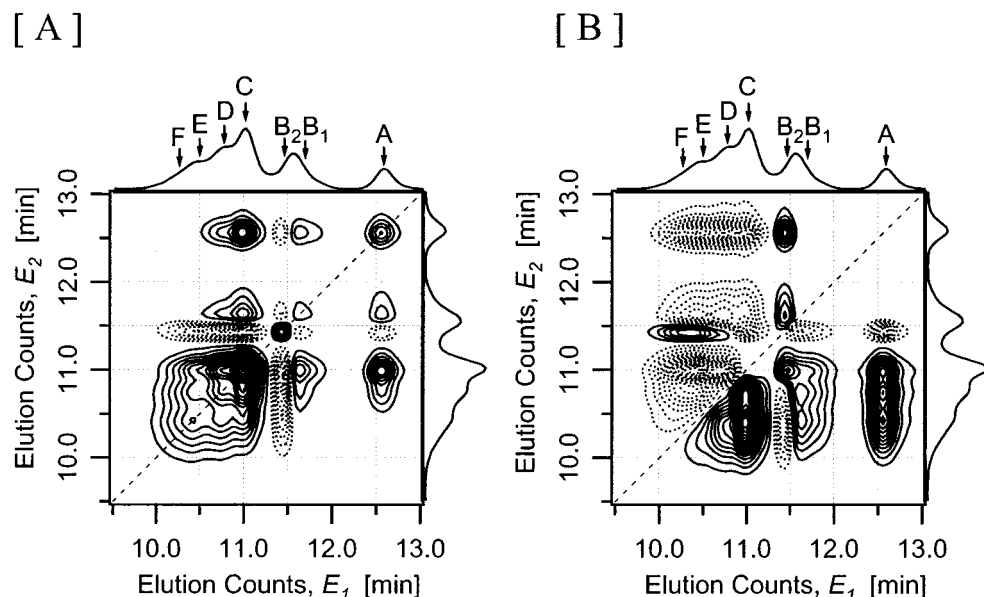 [ A ]
C
D
E
F
B₂
B₁
A
13.0
12.0
11.0
10.0
Elution Counts, E₂ [min]
10.0 11.0 12.0 13.0
Elution Counts, E₁ [min]
[ B ]
C
D
E
F
B₂
B₁
A
13.0
12.0
11.0
10.0
Elution Counts, E₂ [min]
10.0 11.0 12.0 13.0
Elution Counts, E₁ [min]